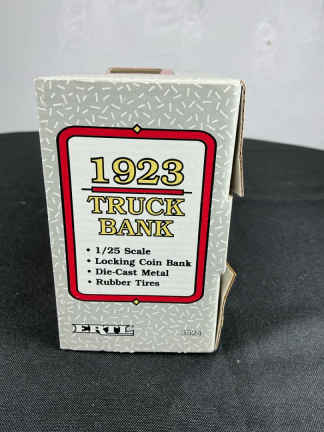 1923
TRUCK
BANK
• 1/25 Scale
• Locking Coin Bank
• Die-Cast Metal
• Rubber Tires
ERTL